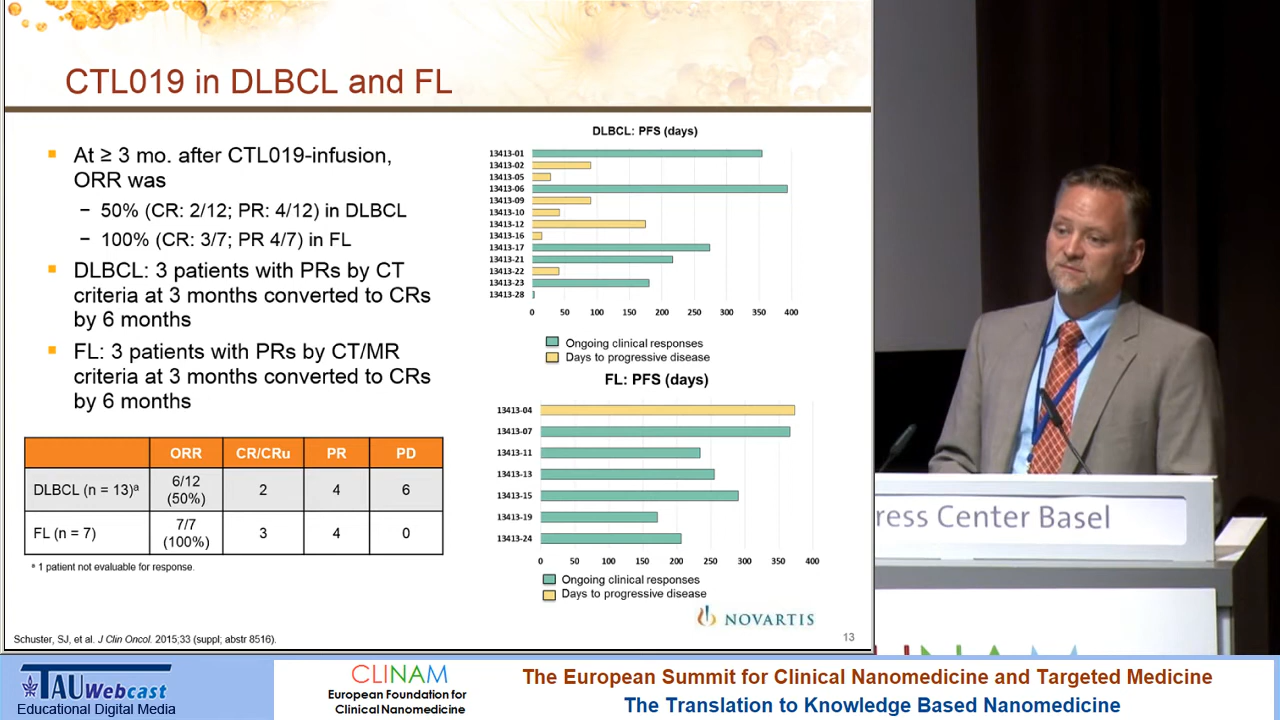 CTL019 in DLBCL and FL
▪ At ≥ 3 mo. after CTL019-infusion,
ORR was
− 50% (CR: 2/12; PR: 4/12) in DLBCL
− 100% (CR: 3/7; PR 4/7) in FL
▪ DLBCL: 3 patients with PRs by CT
criteria at 3 months converted to CRs
by 6 months
▪ FL: 3 patients with PRs by CT/MR
criteria at 3 months converted to CRs
by 6 months
ORR CR/CRu PR PD
DLBCL (n = 13)ᵃ 6/12 (50%) 2 4 6
FL (n = 7) 7/7 (100%) 3 4 0
ᵃ 1 patient not evaluable for response.
DLBCL: PFS (days)
13413-01
13413-02
13413-05
13413-06
13413-09
13413-10
13413-12
13413-16
13413-17
13413-21
13413-22
13413-23
13413-28
0 50 100 150 200 250 300 350 400
Ongoing clinical responses
Days to progressive disease
FL: PFS (days)
13413-04
13413-07
13413-11
13413-13
13413-15
13413-19
13413-24
0 50 100 150 200 250 300 350 400
Ongoing clinical responses
Days to progressive disease
NOVARTIS
Schuster, SJ, et al. J Clin Oncol. 2015;33 (suppl; abstr 8516).
13
ress Center Basel
CLINAM
TAU Webcast
Educational Digital Media
CLINAM
European Foundation for
Clinical Nanomedicine
The European Summit for Clinical Nanomedicine and Targeted Medicine
The Translation to Knowledge Based Nanomedicine